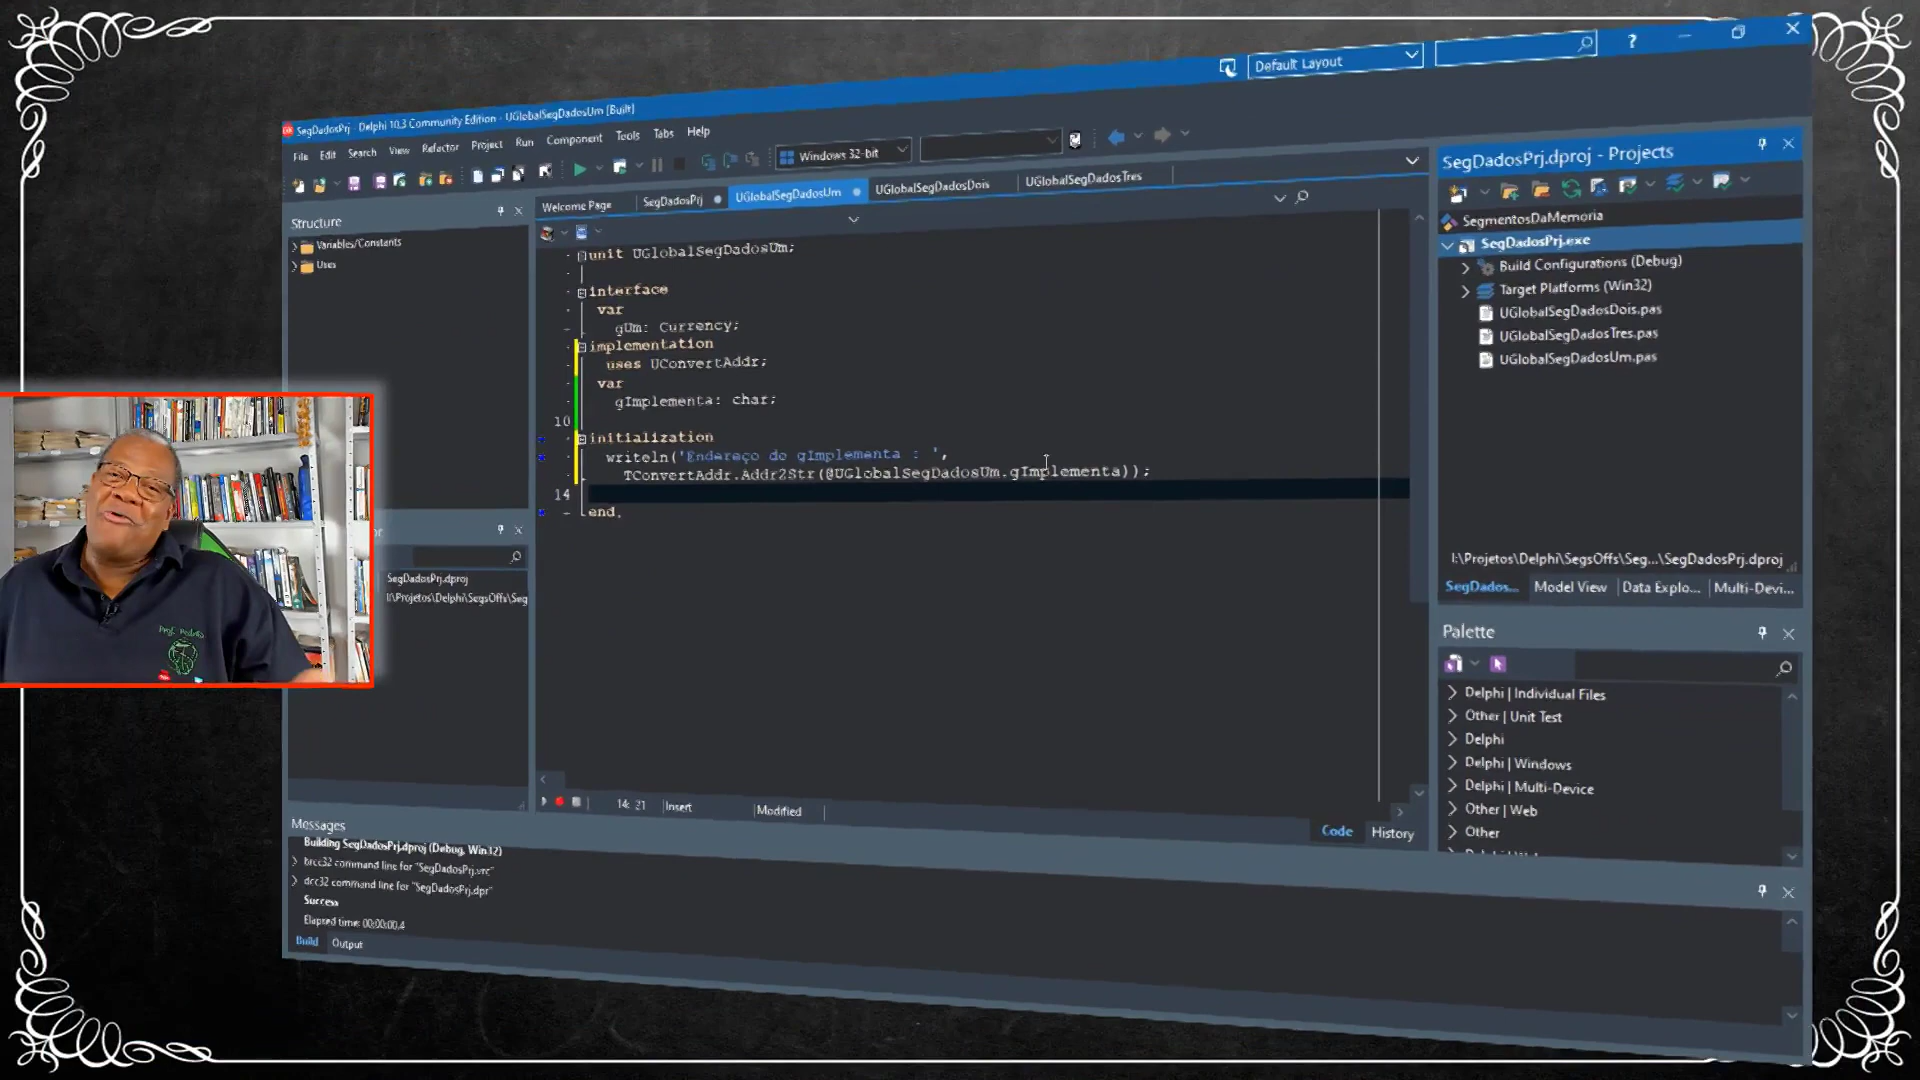 Default Layout
?
SegDadosPrj - Delphi 10.3 Community Edition - UGlobalSegDadosUm [Built]
File Edit Search View Refactor Project Run Component Tools Tabs Help
Windows 32-bit
Structure
Variables/Constants
Uses
Welcome Page SegDadosPrj UGlobalSegDadosUm UGlobalSegDadosDois UGlobalSegDadosTres
unit UGlobalSegDadosUm;
interface
var
gUm: Currency;
implementation
uses UConvertAddr;
var
gImplementa: char;
10
initialization
writeln('Endereço do gImplementa : ',
TConvertAddr.Addr2Str(@UGlobalSegDadosUm.gImplementa));
14
end.
14: 21 Insert Modified
Code History
SegDadosPrj.dproj
I:\Projetos\Delphi\SegsOffs\Seg
SegDadosPrj.dproj - Projects
SegmentosDaMemoria
SegDadosPrj.exe
Build Configurations (Debug)
Target Platforms (Win32)
UGlobalSegDadosDois.pas
UGlobalSegDadosTres.pas
UGlobalSegDadosUm.pas
I:\Projetos\Delphi\SegsOffs\Seg...\SegDadosPrj.dproj
SegDados... Model View Data Explo... Multi-Devi...
Palette
Delphi | Individual Files
Other | Unit Test
Delphi
Delphi | Windows
Delphi | Multi-Device
Other | Web
Other
Messages
Building SegDadosPrj.dproj (Debug, Win32)
brcc32 command line for "SegDadosPrj.vrc"
dcc32 command line for "SegDadosPrj.dpr"
Success
Elapsed time: 00:00:00.4
Build Output